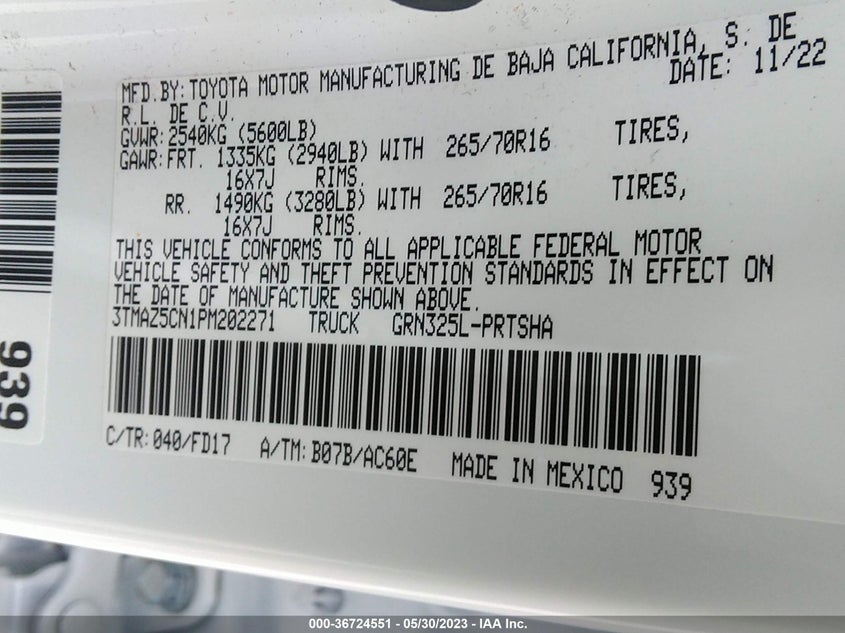 MFD.BY: TOYOTA MOTOR MANUFACTURING DE BAJA CALIFORNIA, S. DE
R.L. DE C.V. DATE: 11/22
GVWR: 2540KG (5600LB)
GAWR: FRT. 1335KG (2940LB) WITH 265/70R16 TIRES,
16X7J RIMS.
RR. 1490KG (3280LB) WITH 265/70R16 TIRES,
16X7J RIMS.
THIS VEHICLE CONFORMS TO ALL APPLICABLE FEDERAL MOTOR
VEHICLE SAFETY AND THEFT PREVENTION STANDARDS IN EFFECT ON
THE DATE OF MANUFACTURE SHOWN ABOVE.
3TMAZ5CN1PM202271 TRUCK GRN325L-PRTSHA
C/TR: 040/FD17 A/TM: B07B/AC60E MADE IN MEXICO 939
939
000-36724551 - 05/30/2023 - IAA Inc.